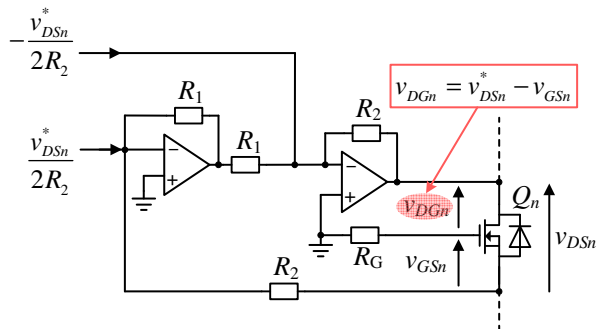 −v*DSn/2R2
v*DSn/2R2
R1
R1
R2
vDGn = v*DSn − vGSn
−
+
−
+
vDGn
Qn
vDSn
RG
vGSn
R2